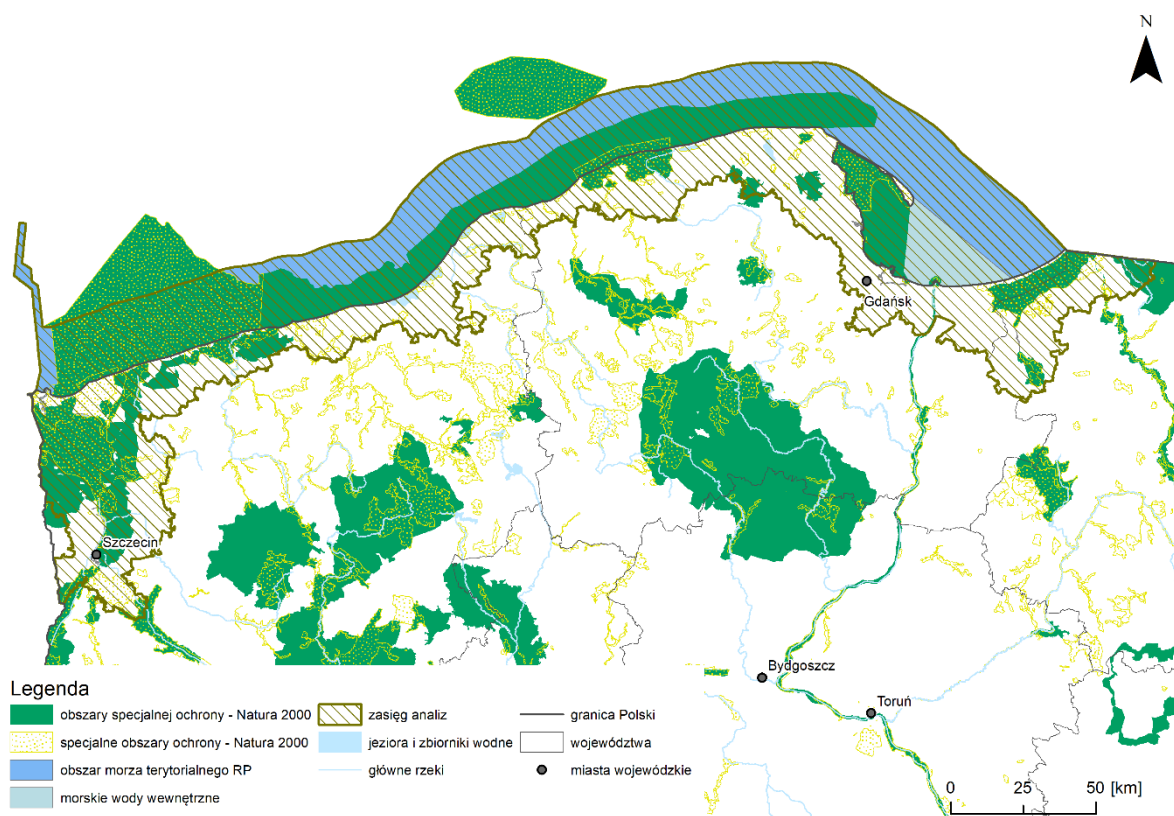 N
Gdańsk
Szczecin
Bydgoszcz
Toruń
Legenda
obszary specjalnej ochrony - Natura 2000
specjalne obszary ochrony - Natura 2000
obszar morza terytorialnego RP
morskie wody wewnętrzne
zasięg analiz
jeziora i zbiorniki wodne
główne rzeki
granica Polski
województwa
miasta wojewódzkie
0 25 50 [km]